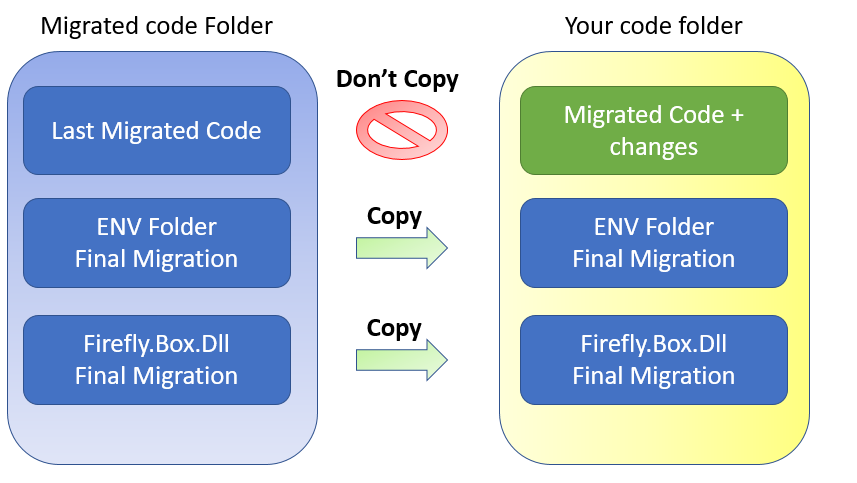 Migrated code Folder
Your code folder
Last Migrated Code
Don't Copy
Migrated Code +
changes
ENV Folder
Final Migration
Copy
ENV Folder
Final Migration
Firefly.Box.Dll
Final Migration
Copy
Firefly.Box.Dll
Final Migration